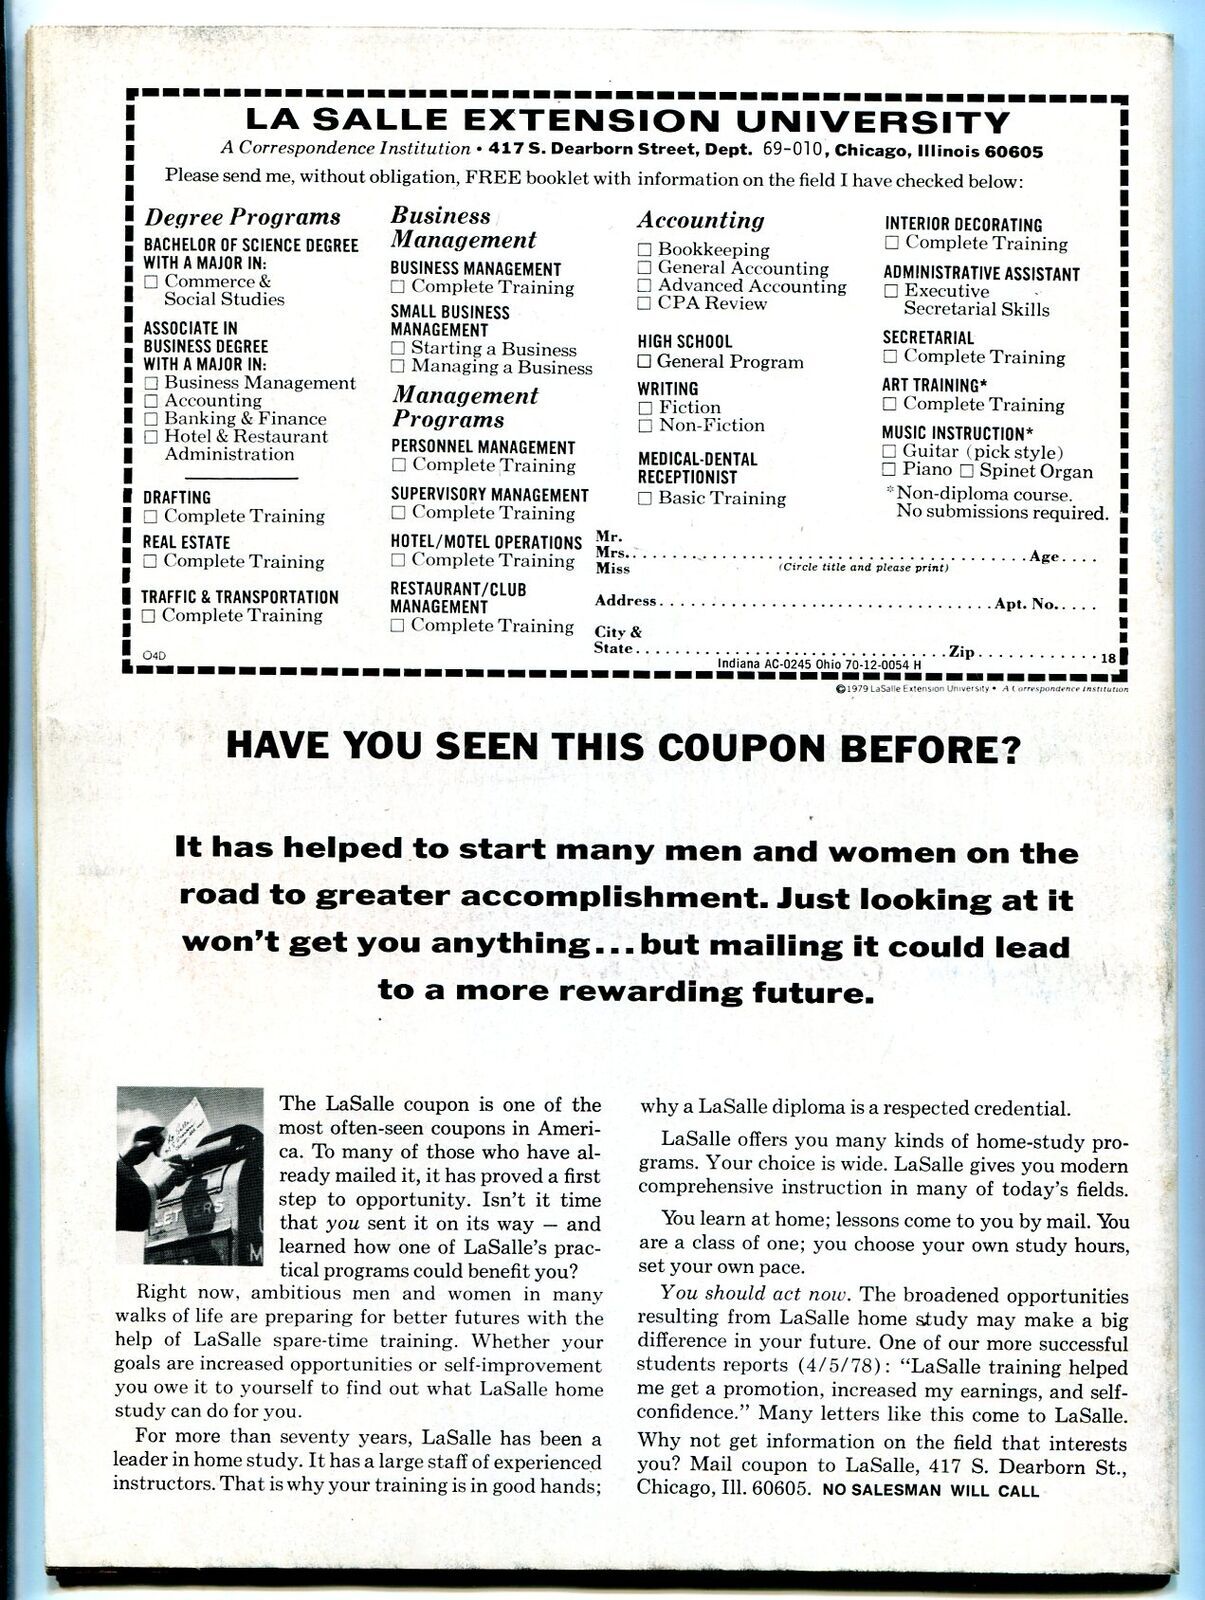 LA SALLE EXTENSION UNIVERSITY
A Correspondence Institution • 417 S. Dearborn Street, Dept. 69-010, Chicago, Illinois 60605
Please send me, without obligation, FREE booklet with information on the field I have checked below:
Degree Programs
BACHELOR OF SCIENCE DEGREE
WITH A MAJOR IN:
☐ Commerce &
Social Studies
ASSOCIATE IN
BUSINESS DEGREE
WITH A MAJOR IN:
☐ Business Management
☐ Accounting
☐ Banking & Finance
☐ Hotel & Restaurant
Administration
DRAFTING
☐ Complete Training
REAL ESTATE
☐ Complete Training
TRAFFIC & TRANSPORTATION
☐ Complete Training
O4D
Business
Management
BUSINESS MANAGEMENT
☐ Complete Training
SMALL BUSINESS
MANAGEMENT
☐ Starting a Business
☐ Managing a Business
Management
Programs
PERSONNEL MANAGEMENT
☐ Complete Training
SUPERVISORY MANAGEMENT
☐ Complete Training
HOTEL/MOTEL OPERATIONS
☐ Complete Training
RESTAURANT/CLUB
MANAGEMENT
☐ Complete Training
Accounting
☐ Bookkeeping
☐ General Accounting
☐ Advanced Accounting
☐ CPA Review
HIGH SCHOOL
☐ General Program
WRITING
☐ Fiction
☐ Non-Fiction
MEDICAL-DENTAL
RECEPTIONIST
☐ Basic Training
INTERIOR DECORATING
☐ Complete Training
ADMINISTRATIVE ASSISTANT
☐ Executive
Secretarial Skills
SECRETARIAL
☐ Complete Training
ART TRAINING*
☐ Complete Training
MUSIC INSTRUCTION*
☐ Guitar (pick style)
☐ Piano ☐ Spinet Organ
*Non-diploma course.
No submissions required.
Mr.
Mrs. Age
Miss (Circle title and please print)
Address Apt. No.
City &
State Zip 18
Indiana AC-0245 Ohio 70-12-0054 H
©1979 LaSalle Extension University • A Correspondence Institution
HAVE YOU SEEN THIS COUPON BEFORE?
It has helped to start many men and women on the
road to greater accomplishment. Just looking at it
won't get you anything...but mailing it could lead
to a more rewarding future.
LETTERS
M
The LaSalle coupon is one of the
most often-seen coupons in Ameri-
ca. To many of those who have al-
ready mailed it, it has proved a first
step to opportunity. Isn't it time
that you sent it on its way — and
learned how one of LaSalle's prac-
tical programs could benefit you?
Right now, ambitious men and women in many
walks of life are preparing for better futures with the
help of LaSalle spare-time training. Whether your
goals are increased opportunities or self-improvement
you owe it to yourself to find out what LaSalle home
study can do for you.
For more than seventy years, LaSalle has been a
leader in home study. It has a large staff of experienced
instructors. That is why your training is in good hands;
why a LaSalle diploma is a respected credential.
LaSalle offers you many kinds of home-study pro-
grams. Your choice is wide. LaSalle gives you modern
comprehensive instruction in many of today's fields.
You learn at home; lessons come to you by mail. You
are a class of one; you choose your own study hours,
set your own pace.
You should act now. The broadened opportunities
resulting from LaSalle home study may make a big
difference in your future. One of our more successful
students reports (4/5/78): “LaSalle training helped
me get a promotion, increased my earnings, and self-
confidence.” Many letters like this come to LaSalle.
Why not get information on the field that interests
you? Mail coupon to LaSalle, 417 S. Dearborn St.,
Chicago, Ill. 60605. NO SALESMAN WILL CALL